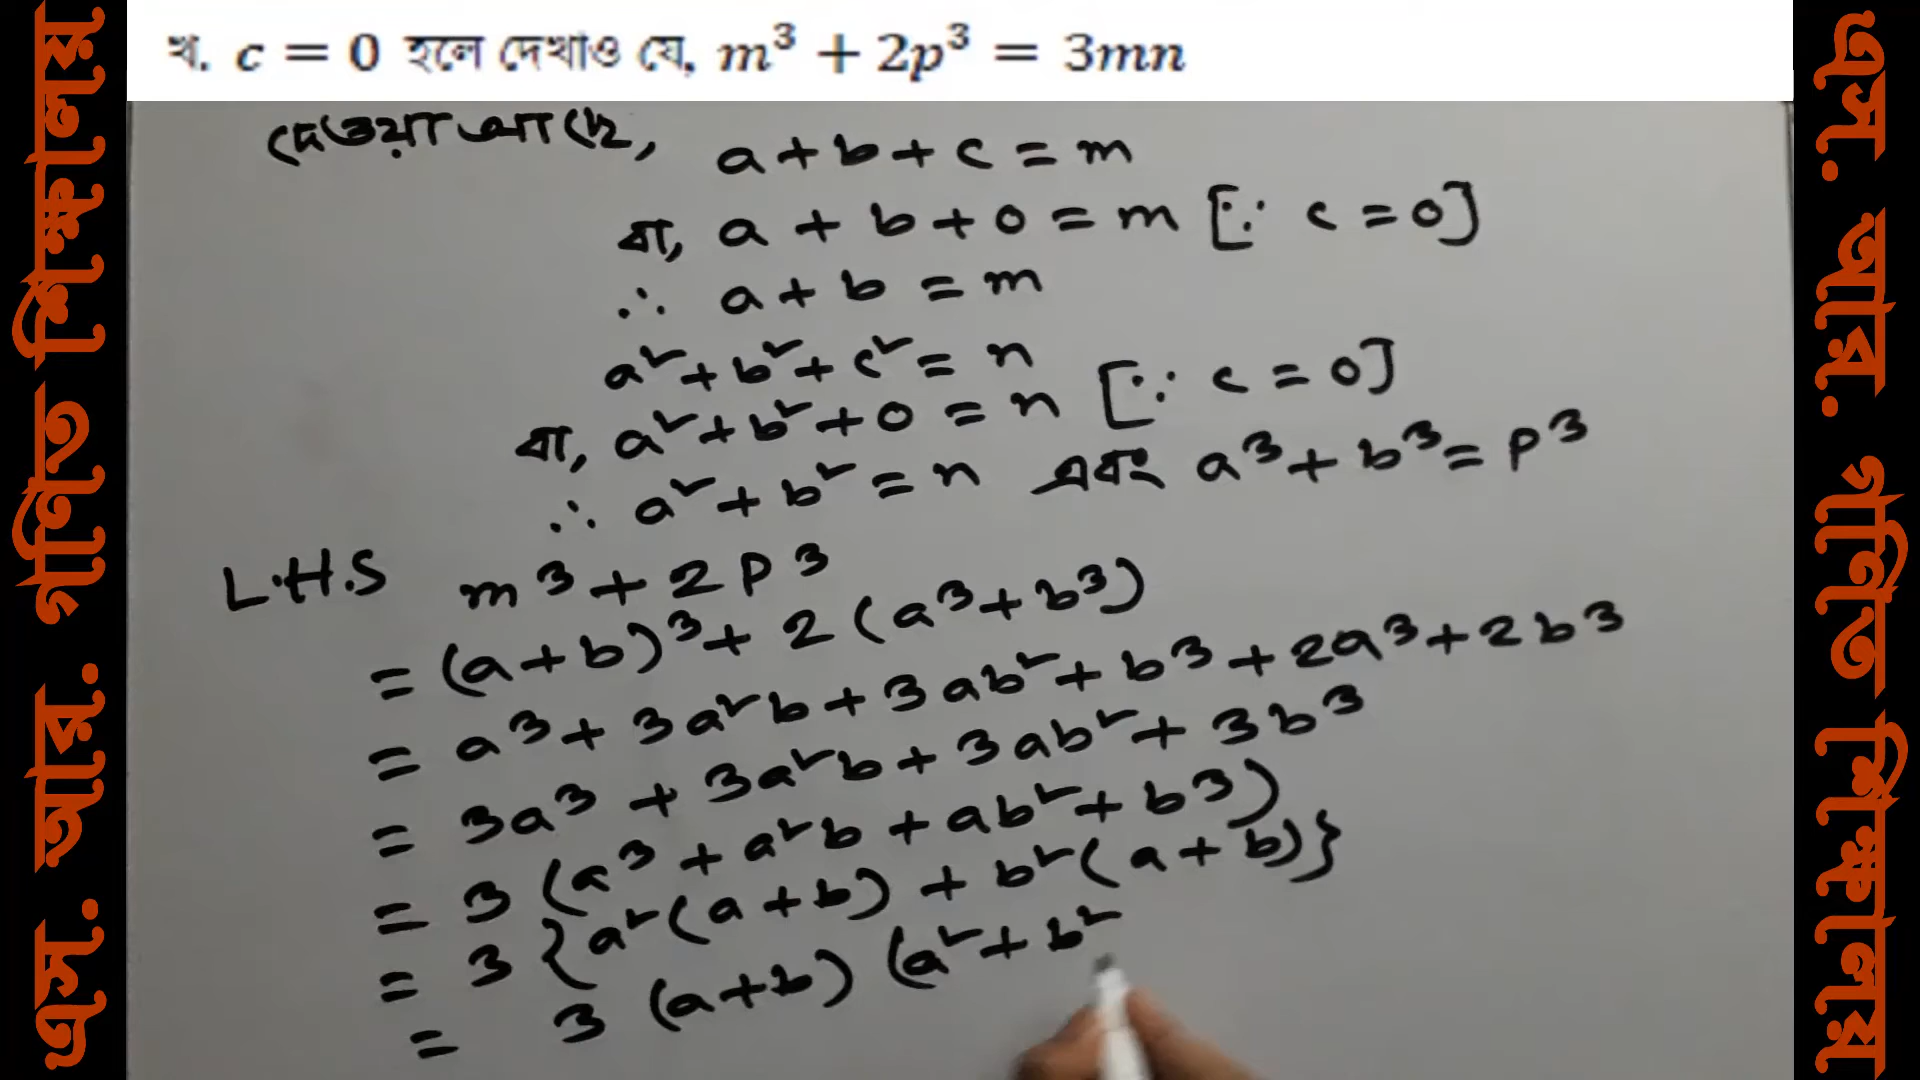 এস. আর. গণিত শিক্ষালয়
খ. c = 0 হলে দেখাও যে, m³ + 2p³ = 3mn
দেওয়া আছে, a + b + c = m
বা, a + b + 0 = m [∵ c = 0]
∴ a + b = m
a² + b² + c² = n
বা, a² + b² + 0 = n [∵ c = 0]
∴ a² + b² = n এবং a³ + b³ = p³
L.H.S m³ + 2p³
= (a + b)³ + 2(a³ + b³)
= a³ + 3a²b + 3ab² + b³ + 2a³ + 2b³
= 3a³ + 3a²b + 3ab² + 3b³
= 3(a³ + a²b + ab² + b³)
= 3{a²(a + b) + b²(a + b)}
= 3(a + b)(a² + b²
এস. আর. গণিত শিক্ষালয়